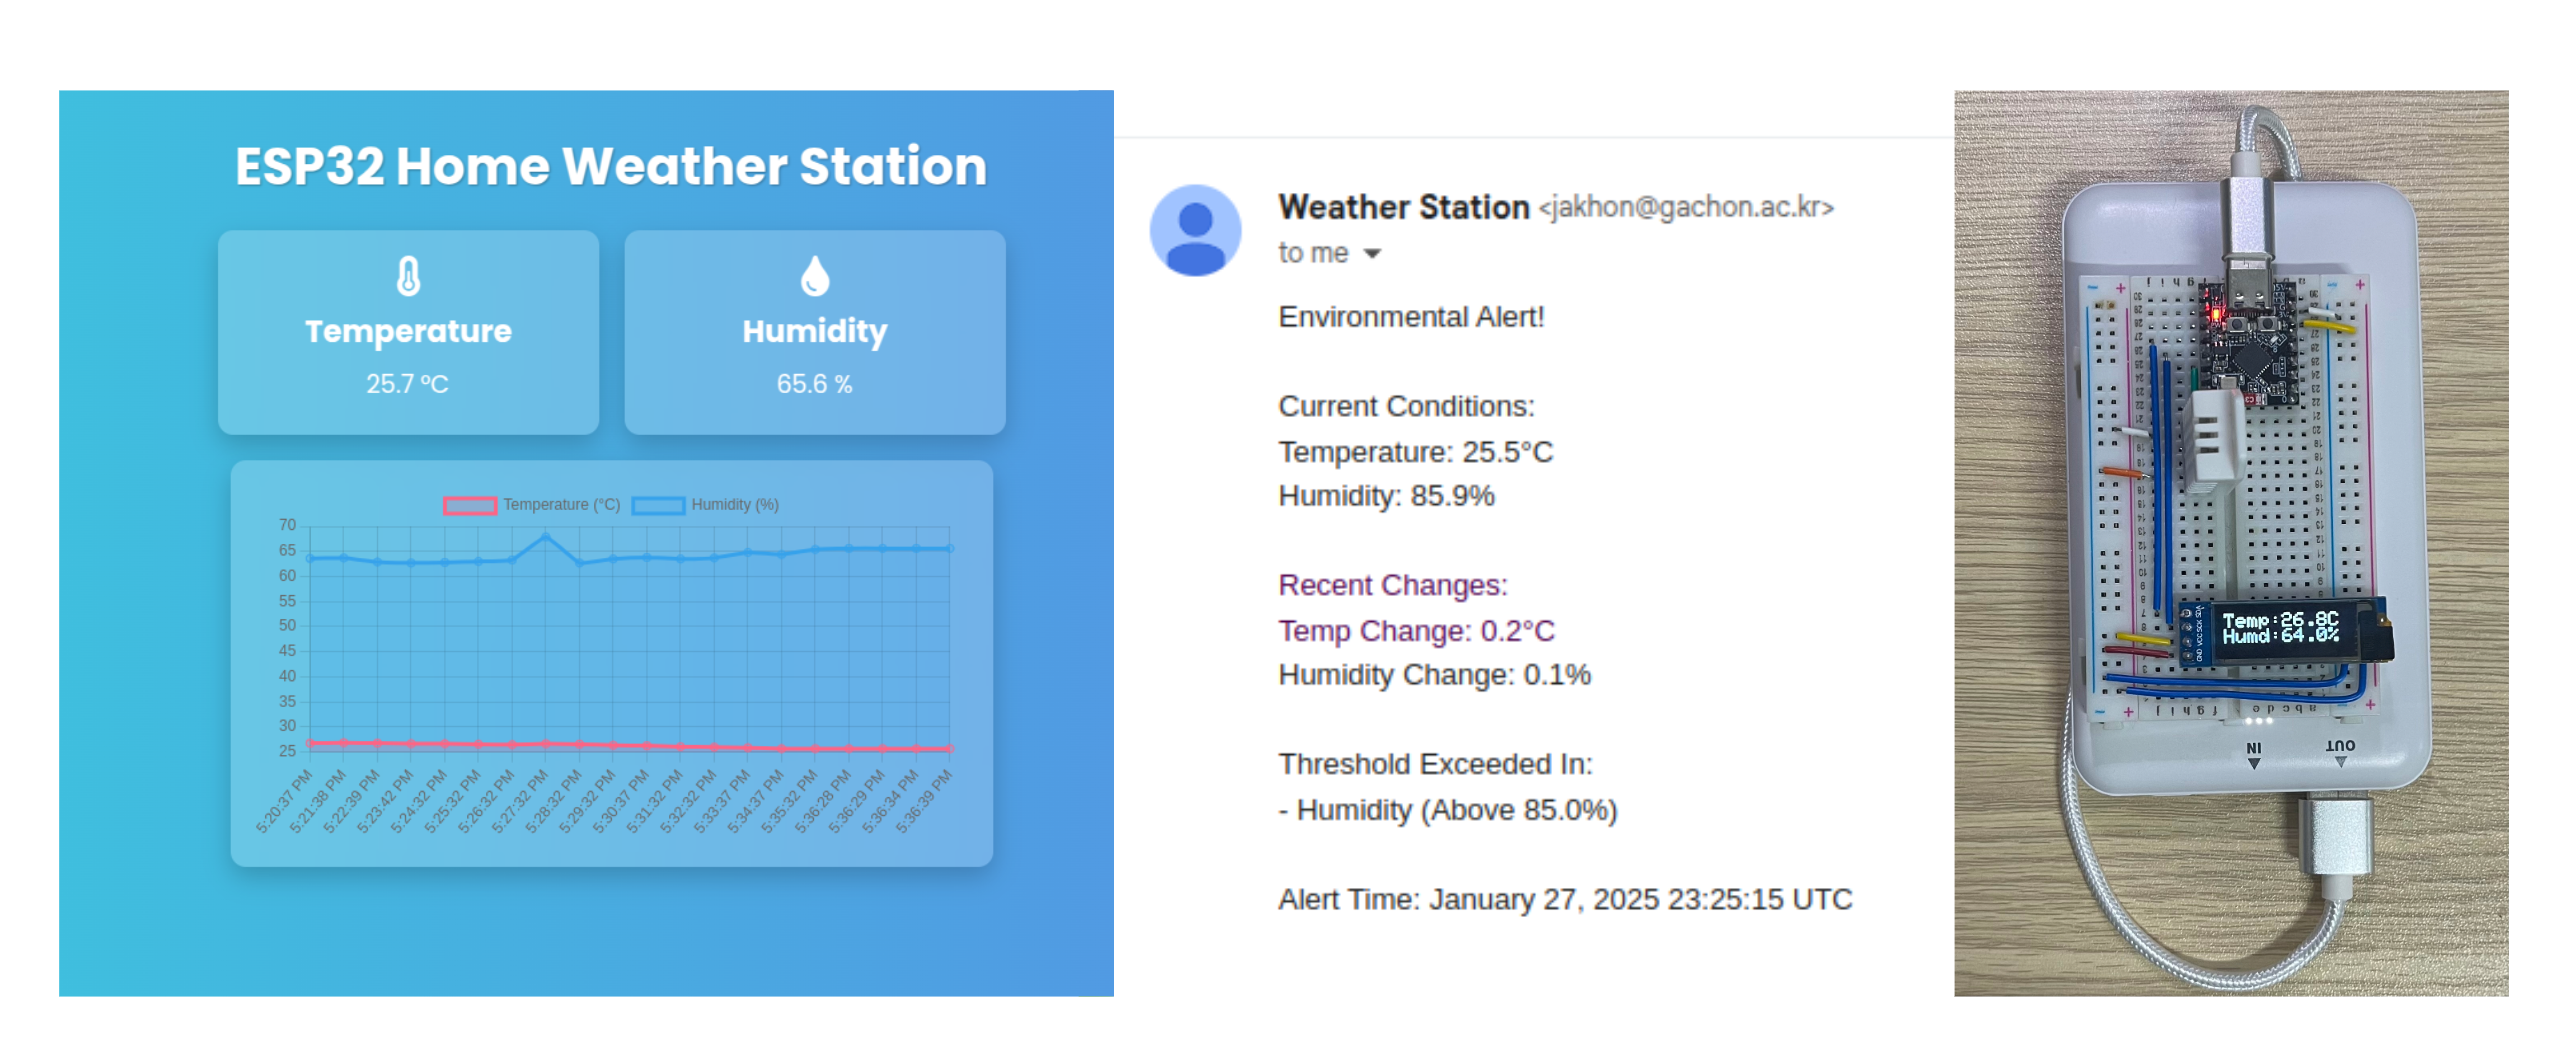 ESP32 Home Weather Station
Temperature
25.7 ºC
Humidity
65.6 %
Temperature (°C)
Humidity (%)
70
65
60
55
50
45
40
35
30
25
5:20:37 PM
5:21:38 PM
5:22:39 PM
5:23:42 PM
5:24:32 PM
5:25:32 PM
5:26:32 PM
5:27:32 PM
5:28:32 PM
5:29:32 PM
5:30:37 PM
5:31:32 PM
5:32:32 PM
5:33:37 PM
5:34:37 PM
5:35:32 PM
5:36:28 PM
5:36:29 PM
5:36:34 PM
5:36:39 PM
Weather Station <jakhon@gachon.ac.kr>
to me
Environmental Alert!
Current Conditions:
Temperature: 25.5°C
Humidity: 85.9%
Recent Changes:
Temp Change: 0.2°C
Humidity Change: 0.1%
Threshold Exceeded In:
- Humidity (Above 85.0%)
Alert Time: January 27, 2025 23:25:15 UTC
Temp:26.8C
Humd:64.0%
GND VCC SCK SDA
IN
OUT